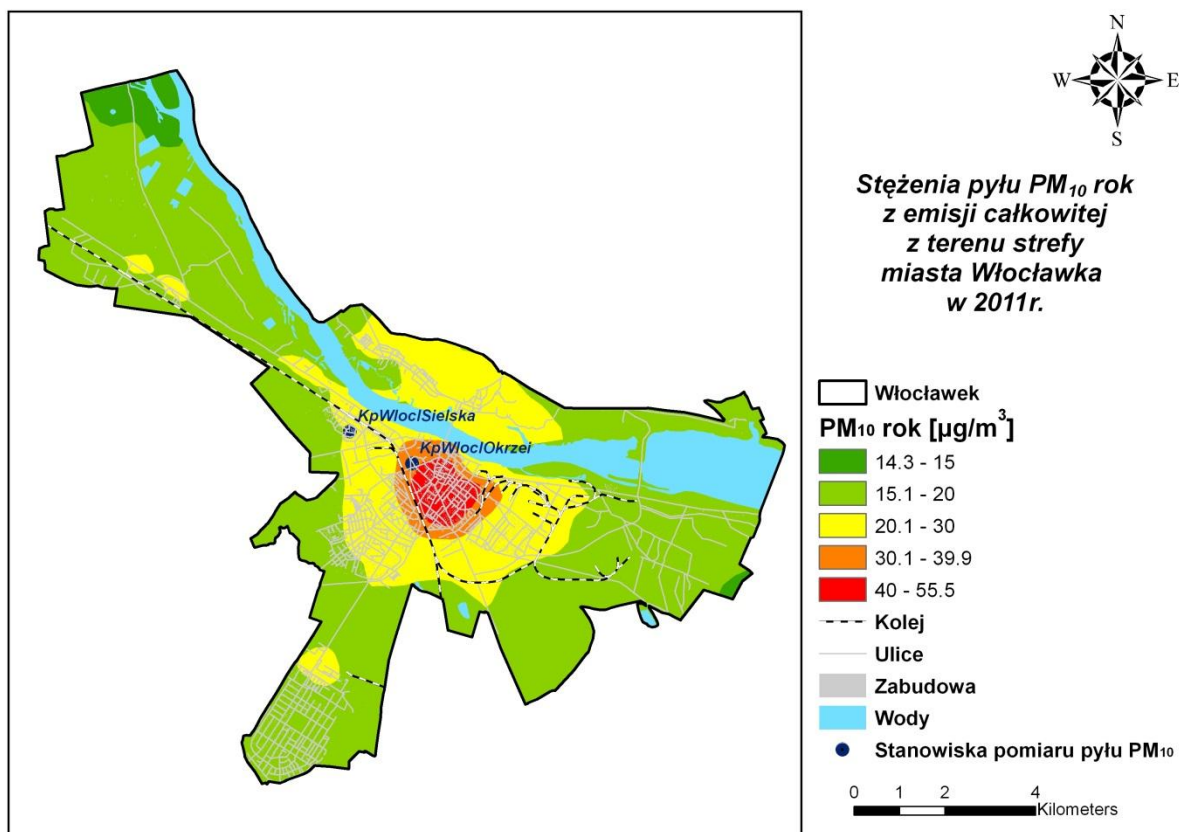 N
W E
S
Stężenia pyłu PM10 rok
z emisji całkowitej
z terenu strefy
miasta Włocławka
w 2011r.
KpWloclSielska
KpWloclOkrzei
Włocławek
PM10 rok [µg/m³]
14.3 - 15
15.1 - 20
20.1 - 30
30.1 - 39.9
40 - 55.5
Kolej
Ulice
Zabudowa
Wody
Stanowiska pomiaru pyłu PM10
0 1 2 4
Kilometers